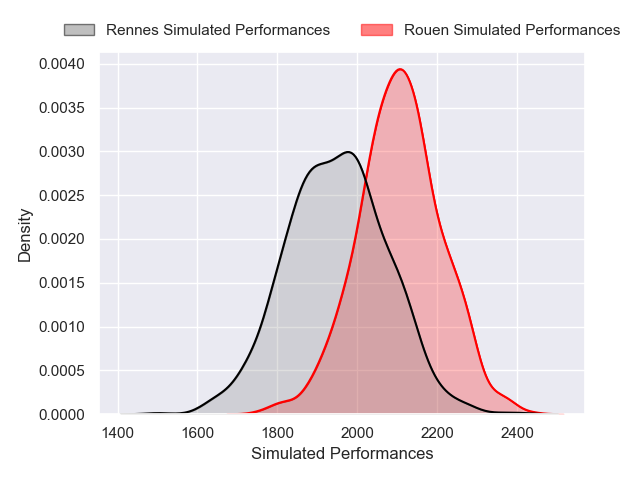 Rennes Simulated Performances
Rouen Simulated Performances
0.0040
0.0035
0.0030
0.0025
0.0020
0.0015
0.0010
0.0005
0.0000
Density
1400 1600 1800 2000 2200 2400
Simulated Performances